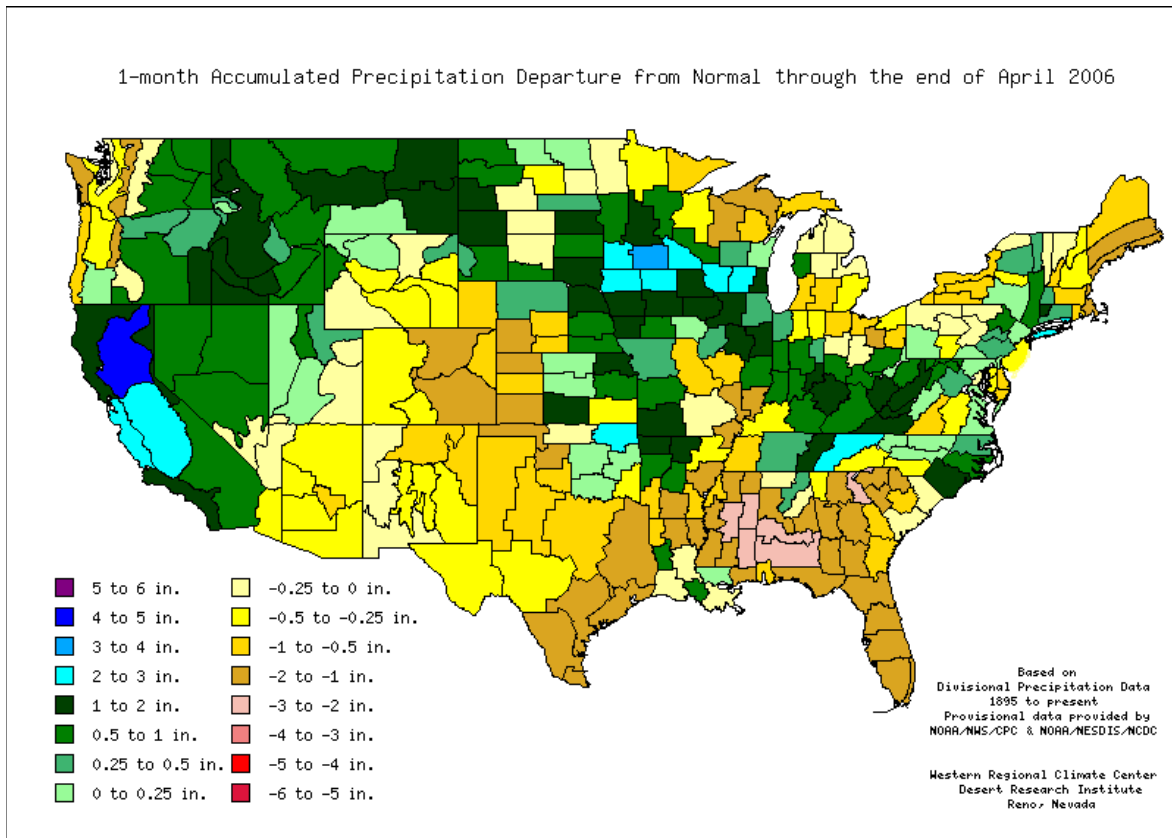 1-month Accumulated Precipitation Departure from Normal through the end of April 2006
5 to 6 in.
4 to 5 in.
3 to 4 in.
2 to 3 in.
1 to 2 in.
0.5 to 1 in.
0.25 to 0.5 in.
0 to 0.25 in.
-0.25 to 0 in.
-0.5 to -0.25 in.
-1 to -0.5 in.
-2 to -1 in.
-3 to -2 in.
-4 to -3 in.
-5 to -4 in.
-6 to -5 in.
Based on
Divisional Precipitation Data
1895 to present
Provisional data provided by
NOAA/NWS/CPC & NOAA/NESDIS/NCDC
Western Regional Climate Center
Desert Research Institute
Reno, Nevada